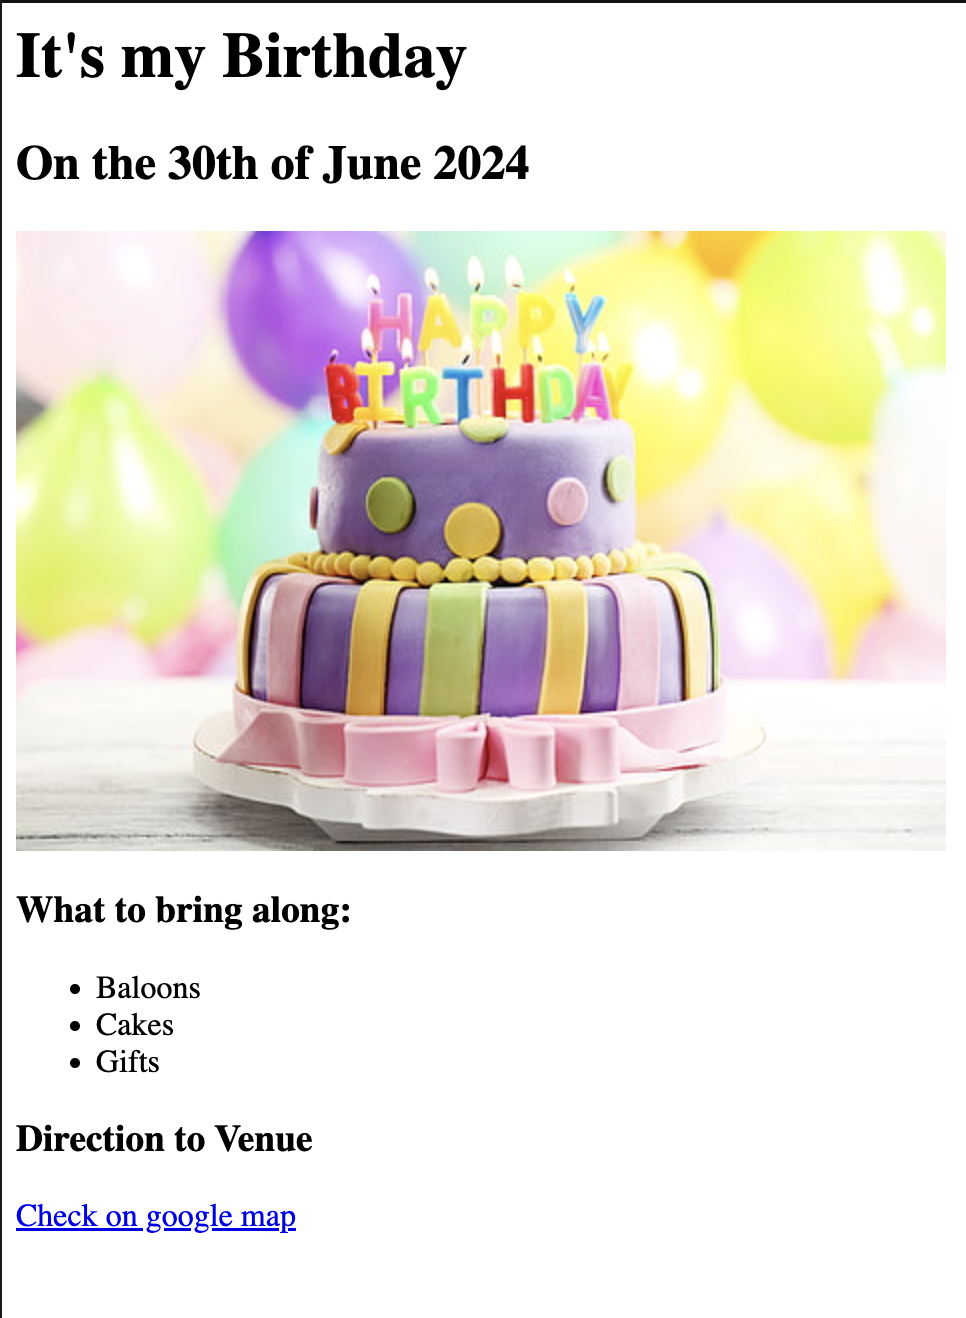 It's my Birthday
On the 30th of June 2024
HAPPY
BIRTHDAY
What to bring along:
Baloons
Cakes
Gifts
Direction to Venue
Check on google map